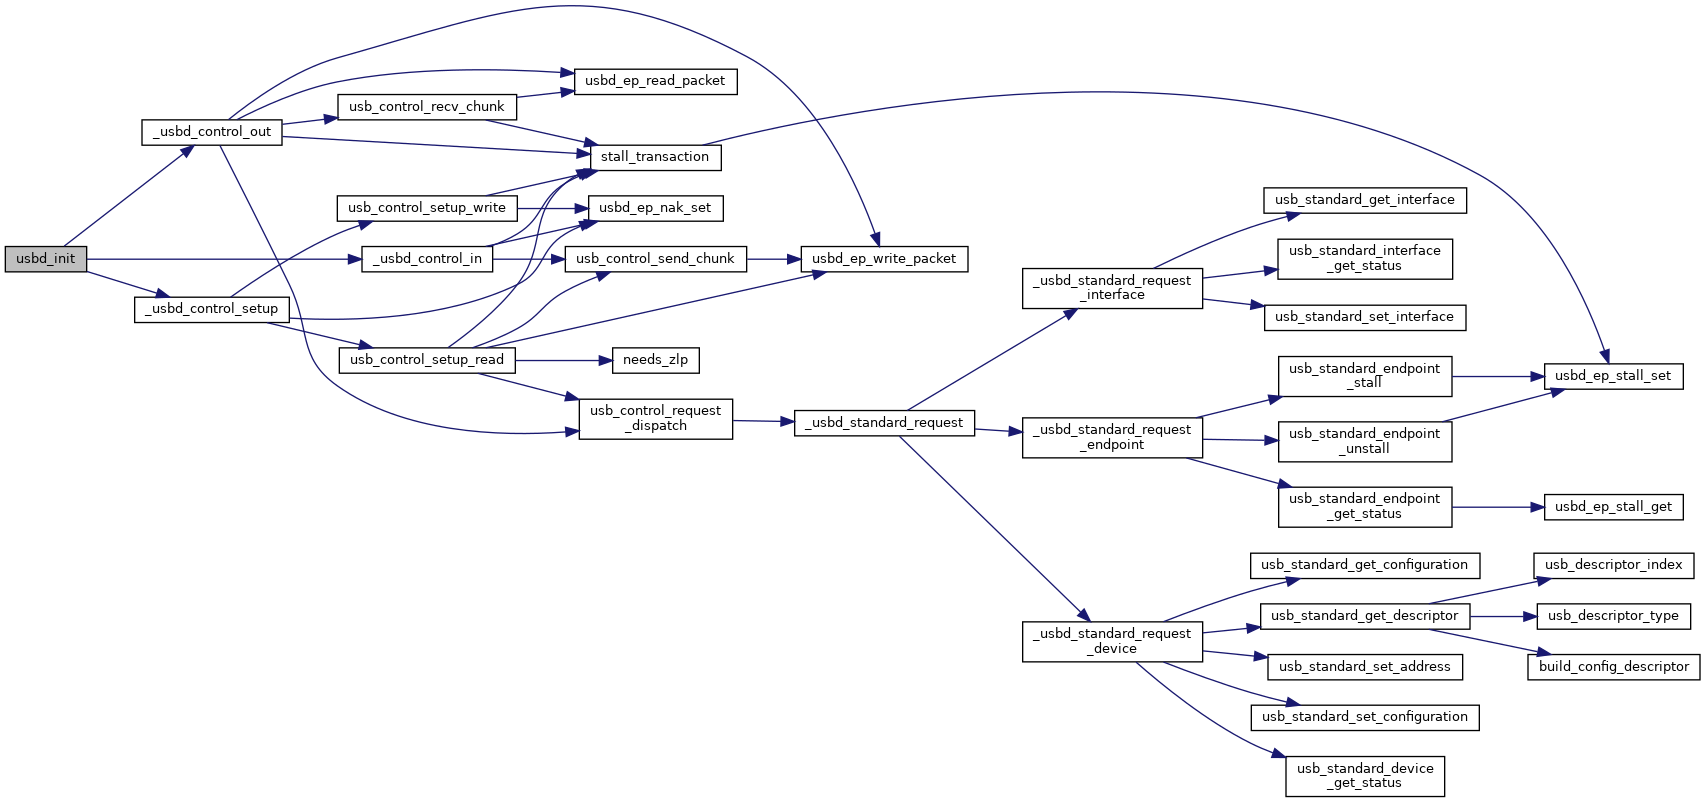 usbd_init
_usbd_control_out
_usbd_control_in
_usbd_control_setup
usb_control_recv_chunk
usb_control_setup_write
usb_control_setup_read
usbd_ep_read_packet
stall_transaction
usbd_ep_nak_set
usb_control_send_chunk
needs_zlp
usb_control_request
_dispatch
usbd_ep_write_packet
_usbd_standard_request
_usbd_standard_request
_interface
_usbd_standard_request
_endpoint
_usbd_standard_request
_device
usb_standard_get_interface
usb_standard_interface
_get_status
usb_standard_set_interface
usb_standard_endpoint
_stall
usb_standard_endpoint
_unstall
usb_standard_endpoint
_get_status
usb_standard_get_configuration
usb_standard_get_descriptor
usb_standard_set_address
usb_standard_set_configuration
usb_standard_device
_get_status
usbd_ep_stall_set
usbd_ep_stall_get
usb_descriptor_index
usb_descriptor_type
build_config_descriptor